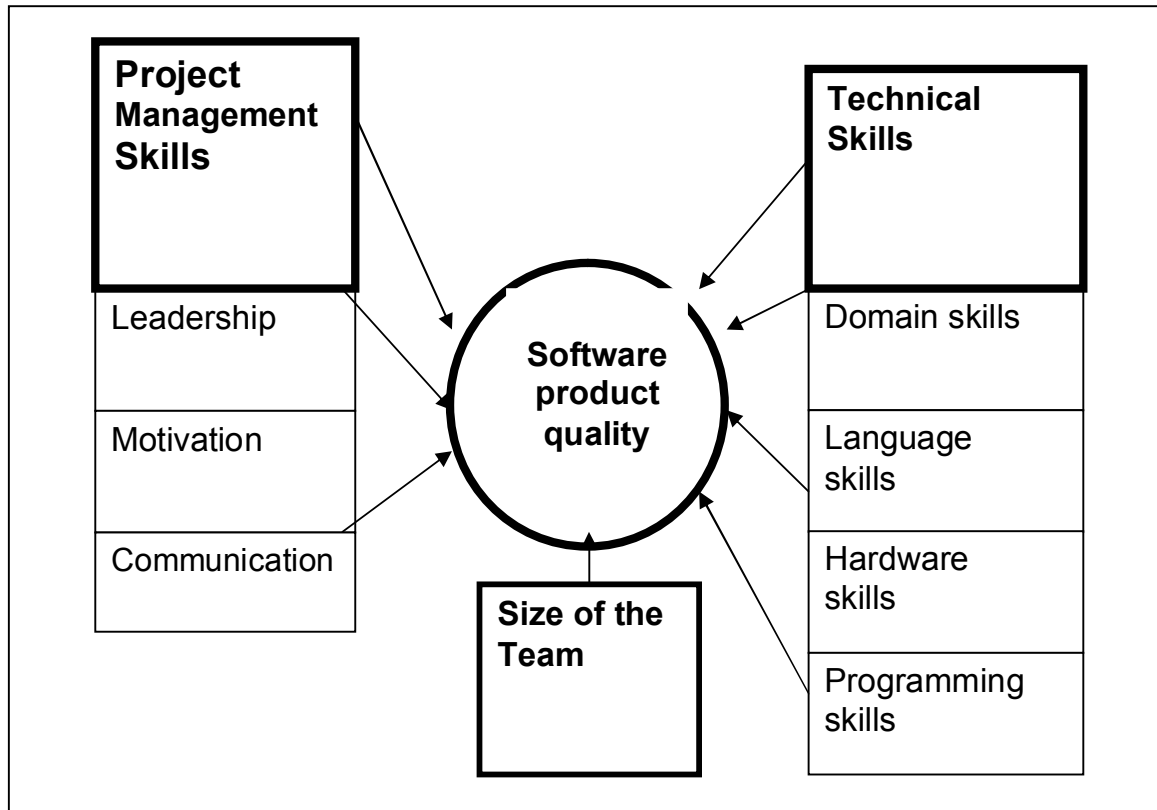 Project
Management
Skills
Leadership
Motivation
Communication
Software
product
quality
Size of the
Team
Technical
Skills
Domain skills
Language
skills
Hardware
skills
Programming
skills